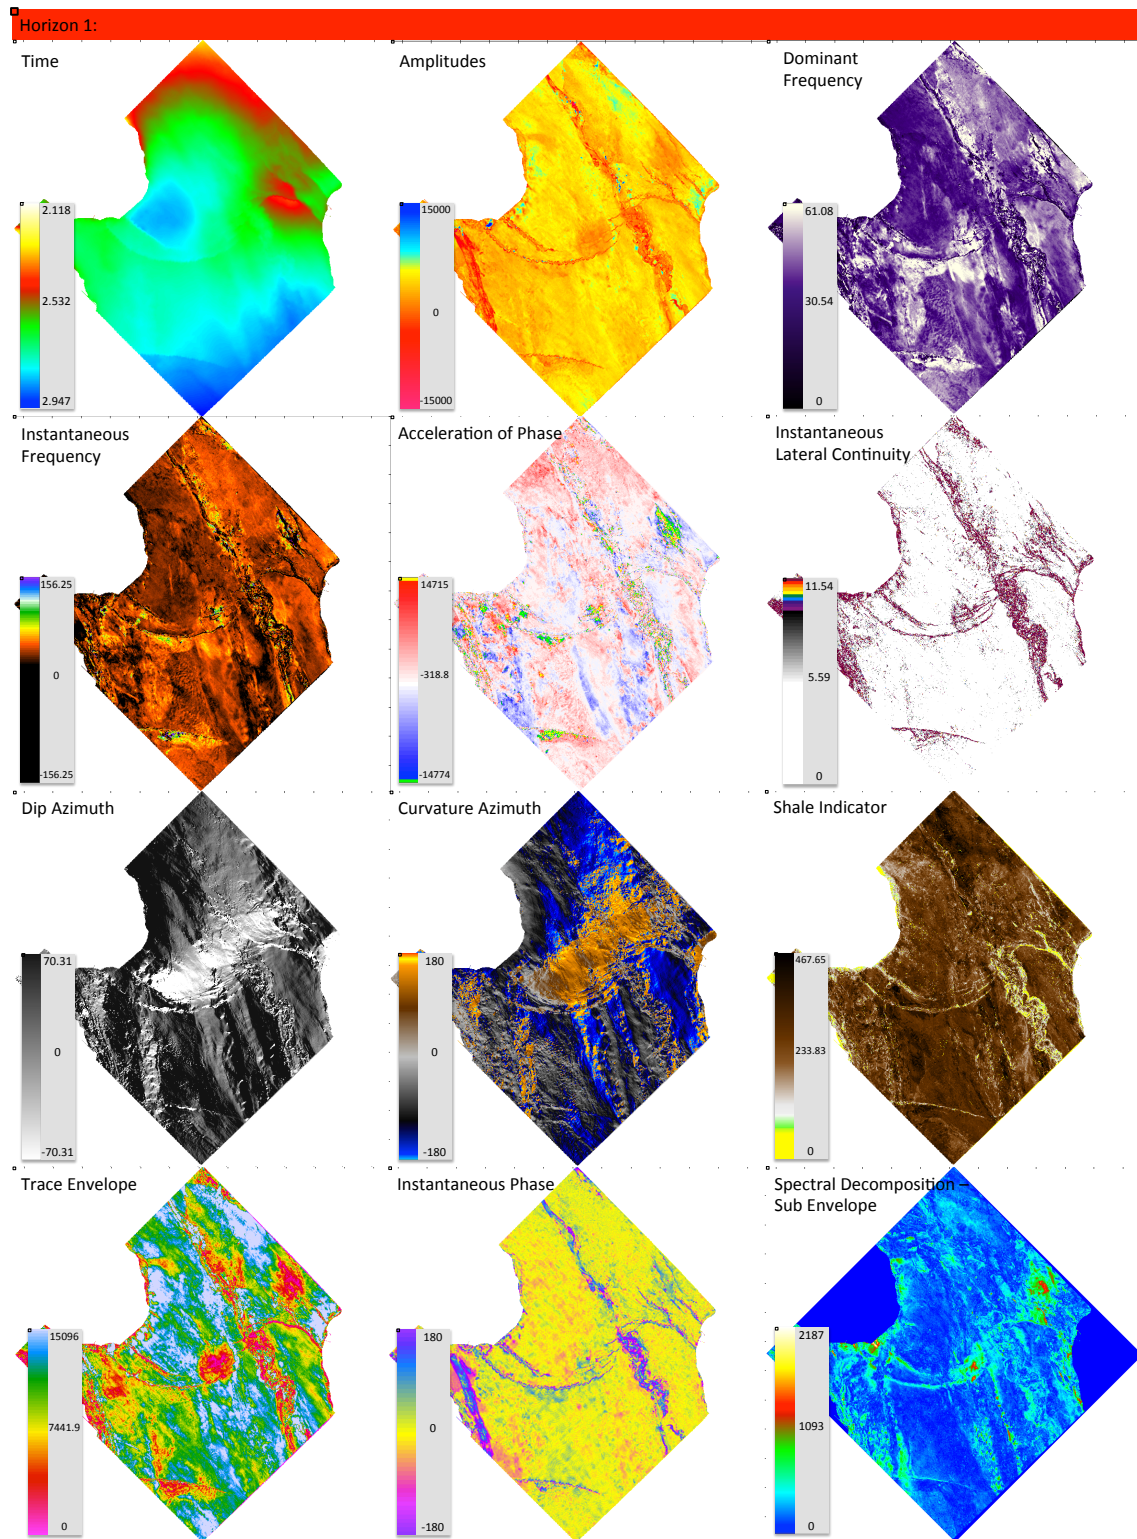 Horizon 1:
Time
2.118
2.532
2.947
Amplitudes
15000
0
-15000
Dominant
Frequency
61.08
30.54
0
Instantaneous
Frequency
156.25
0
-156.25
Acceleration of Phase
14715
-318.8
-14774
Instantaneous
Lateral Continuity
11.54
5.59
0
Dip Azimuth
70.31
0
-70.31
Curvature Azimuth
180
0
-180
Shale Indicator
467.65
233.83
0
Trace Envelope
15096
7441.9
0
Instantaneous Phase
180
0
-180
Spectral Decomposition –
Sub Envelope
2187
1093
0